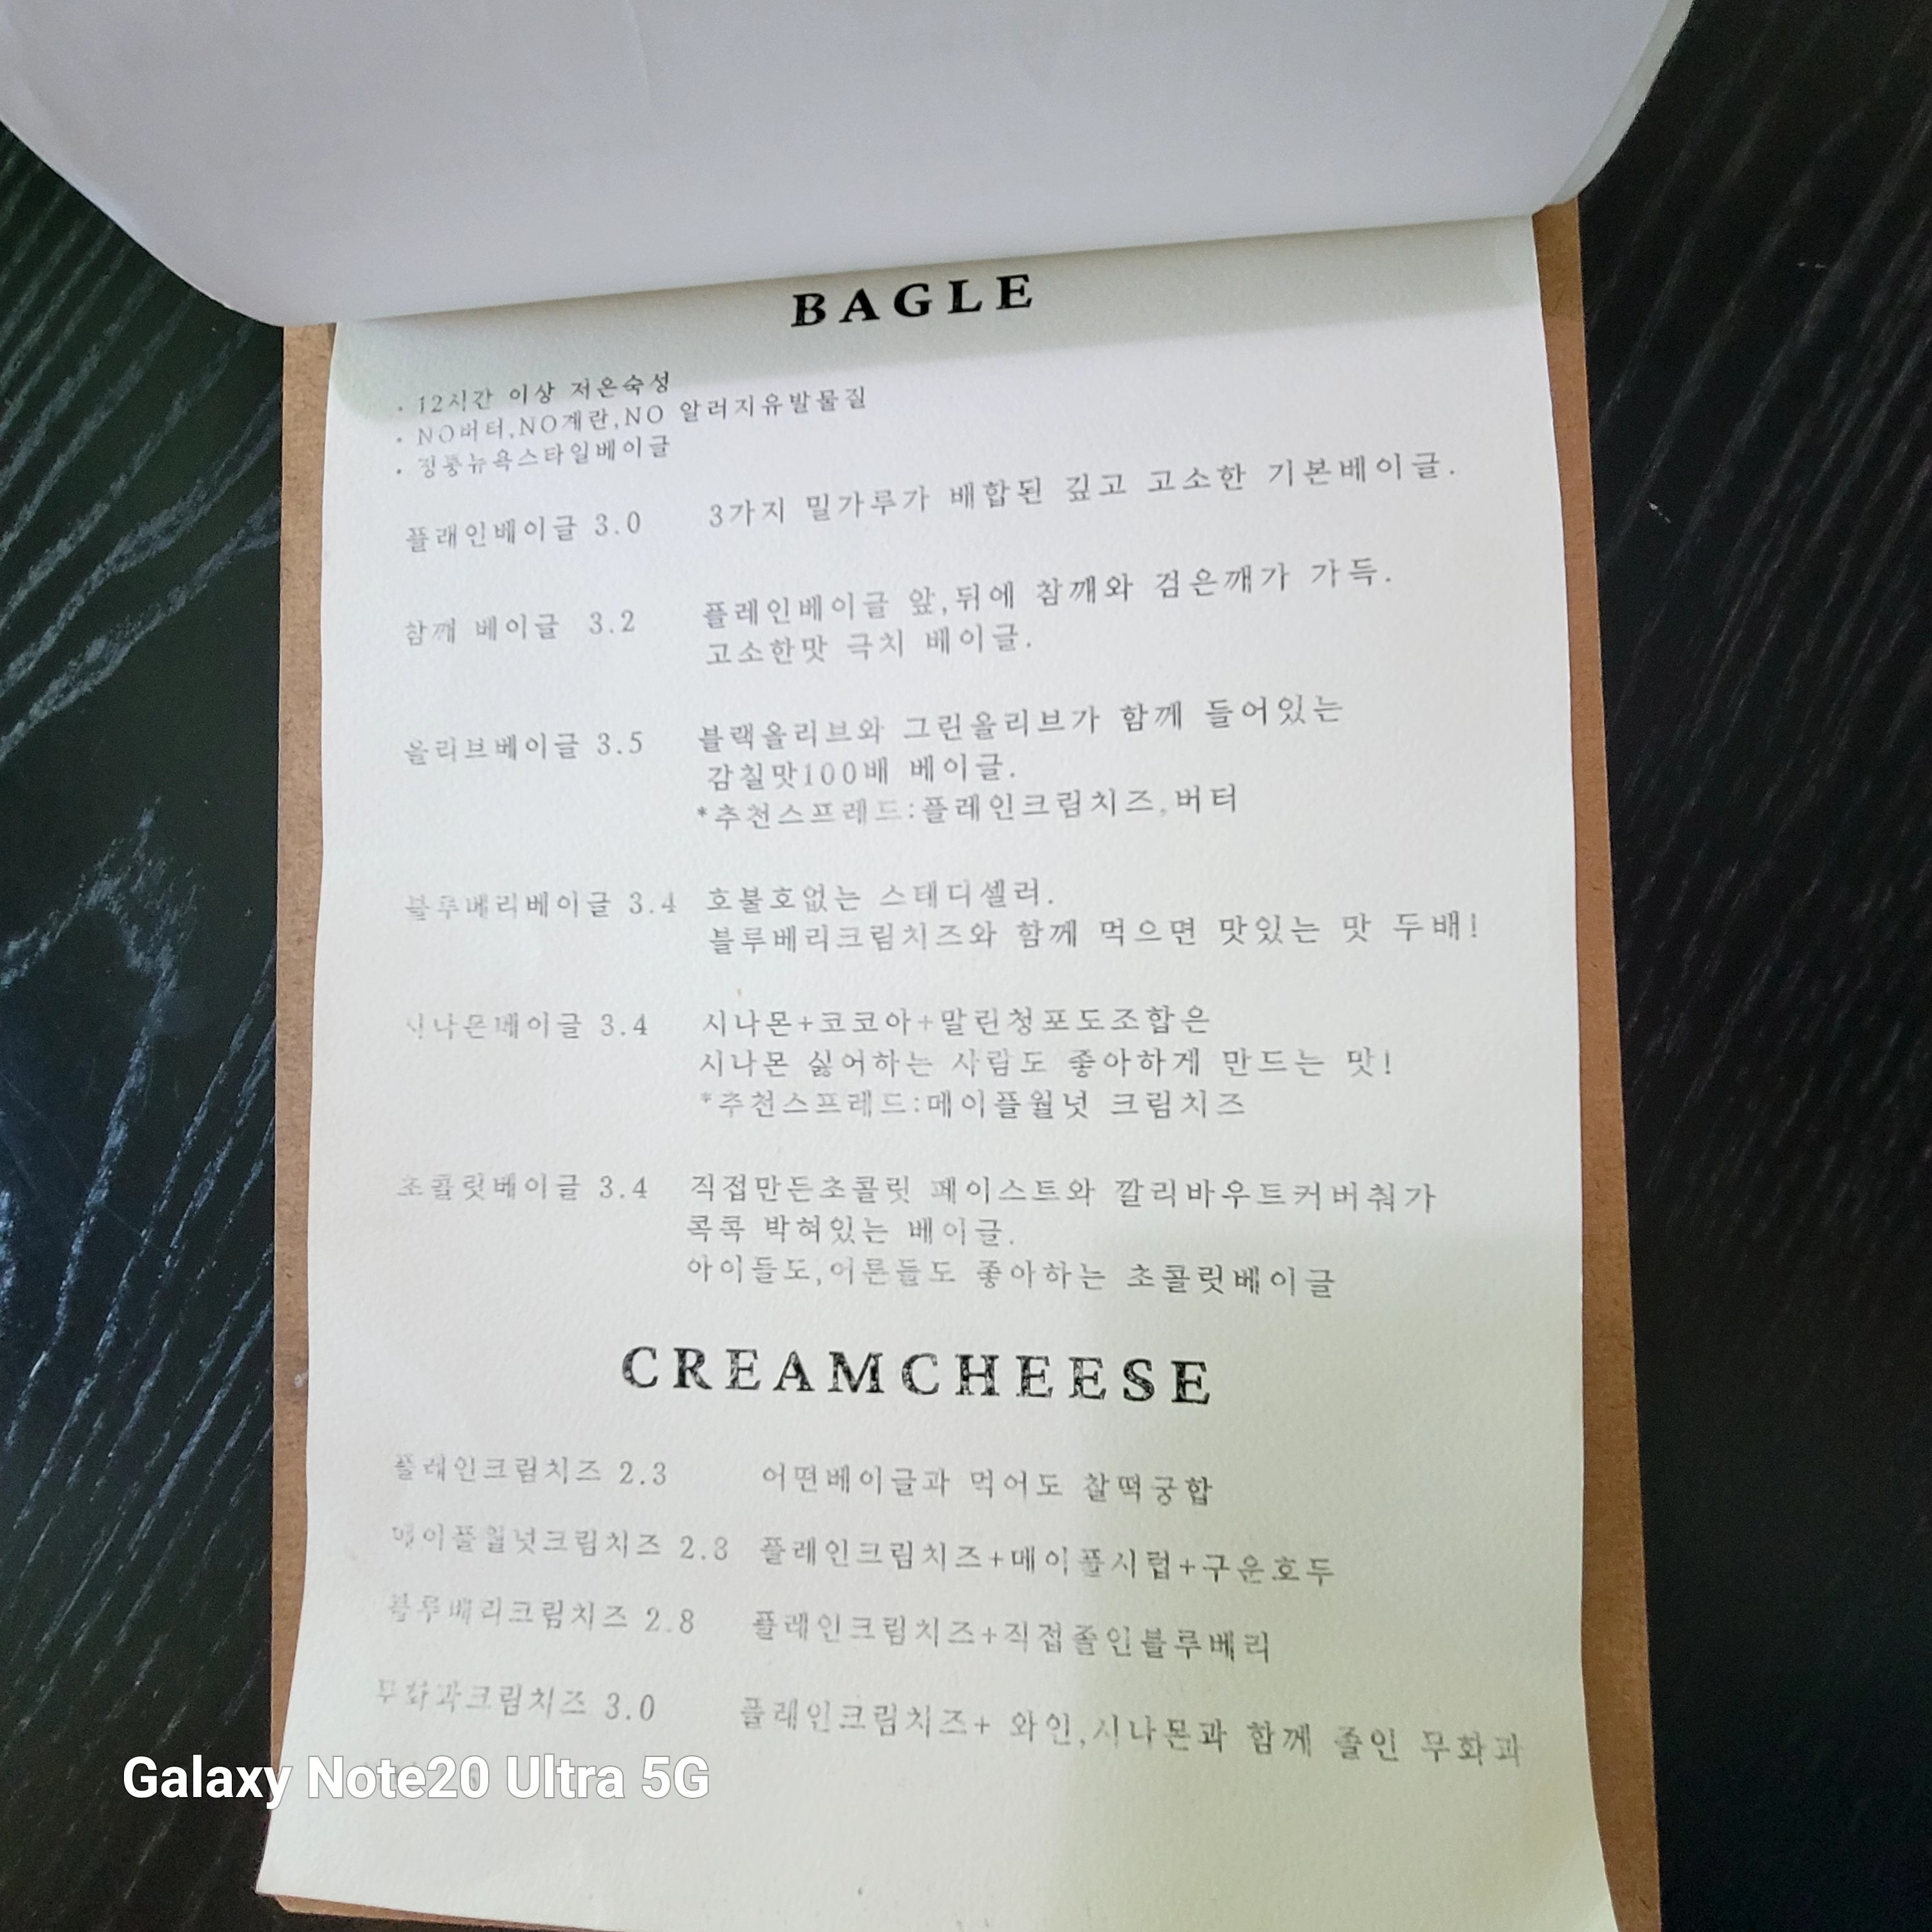 BAGLE
· 12시간 이상 저온숙성
· NO버터,NO계란,NO 알러지유발물질
· 정통뉴욕스타일베이글
플래인베이글 3.0 3가지 밀가루가 배합된 깊고 고소한 기본베이글.
참깨 베이글 3.2 플레인베이글 앞,뒤에 참깨와 검은깨가 가득.
고소한맛 극치 베이글.
올리브베이글 3.5 블랙올리브와 그린올리브가 함께 들어있는
감칠맛100배 베이글.
*추천스프레드:플레인크림치즈,버터
블루베리베이글 3.4 호불호없는 스테디셀러.
블루베리크림치즈와 함께 먹으면 맛있는 맛 두배!
시나몬베이글 3.4 시나몬+코코아+말린청포도조합은
시나몬 싫어하는 사람도 좋아하게 만드는 맛!
*추천스프레드:메이플월넛 크림치즈
초콜릿베이글 3.4 직접만든초콜릿 페이스트와 깔리바우트커버춰가
콕콕 박혀있는 베이글.
아이들도,어른들도 좋아하는 초콜릿베이글
CREAMCHEESE
플레인크림치즈 2.3 어떤베이글과 먹어도 찰떡궁합
메이플월넛크림치즈 2.8 플레인크림치즈+메이플시럽+구운호두
블루베리크림치즈 2.8 플레인크림치즈+직접졸인블루베리
무화과크림치즈 3.0 플레인크림치즈+ 와인,시나몬과 함께 졸인 무화과
Galaxy Note20 Ultra 5G